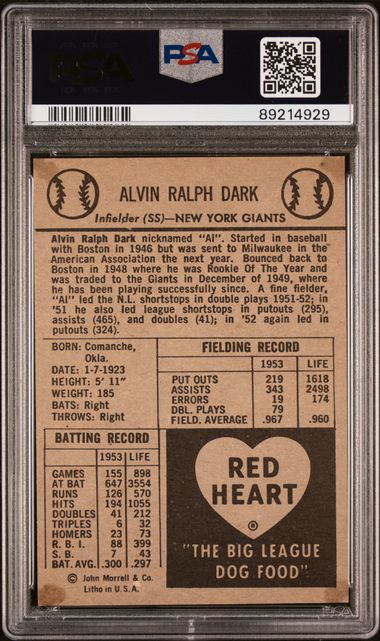 PSA
PSA
89214929
ALVIN RALPH DARK
Infielder (SS)—NEW YORK GIANTS
Alvin Ralph Dark nicknamed "Al". Started in baseball
with Boston in 1946 but was sent to Milwaukee in the
American Association the next year. Bounced back to
Boston in 1948 where he was Rookie Of The Year and
was traded to the Giants in December of 1949, where
he has been playing successfully since. A fine fielder,
"Al" led the N.L. shortstops in double plays 1951-52; in
'51 he also led league shortstops in putouts (295),
assists (465), and doubles (41); in '52 again led in
putouts (324).
BORN: Comanche,
Okla.
DATE: 1-7-1923
HEIGHT: 5' 11"
WEIGHT: 185
BATS: Right
THROWS: Right
FIELDING RECORD
1953 LIFE
PUT OUTS 219 1618
ASSISTS 343 2498
ERRORS 19 174
DBL. PLAYS 79
FIELD. AVERAGE .967 .960
BATTING RECORD
1953 LIFE
GAMES 155 898
AT BAT 647 3554
RUNS 126 570
HITS 194 1055
DOUBLES 41 212
TRIPLES 6 32
HOMERS 23 73
R.B.I. 88 399
S.B. 7 43
BAT. AVG. .300 .297
© John Morrell & Co.
Litho in U.S.A.
RED
HEART
®
"THE BIG LEAGUE
DOG FOOD"